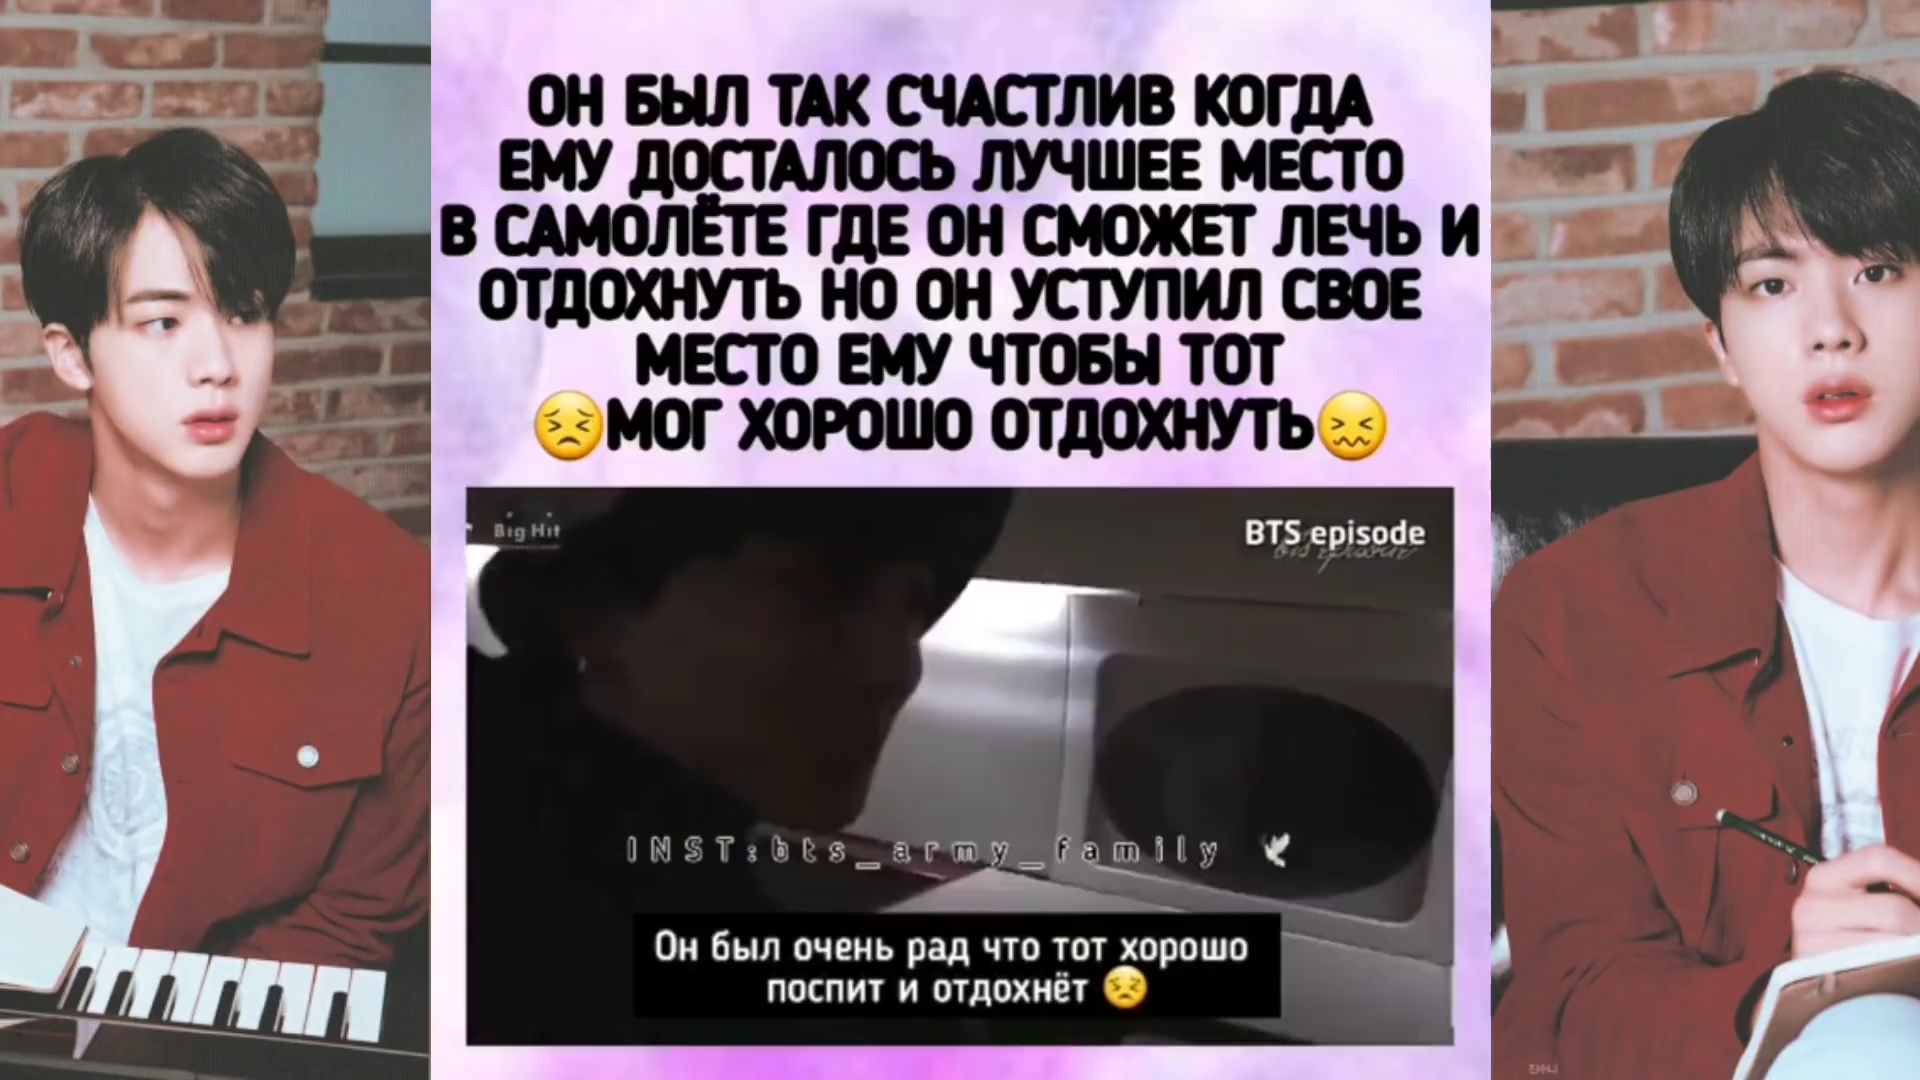 ОН БЫЛ ТАК СЧАСТЛИВ КОГДА
ЕМУ ДОСТАЛОСЬ ЛУЧШЕЕ МЕСТО
В САМОЛЁТЕ ГДЕ ОН СМОЖЕТ ЛЕЧЬ И
ОТДОХНУТЬ НО ОН УСТУПИЛ СВОЕ
МЕСТО ЕМУ ЧТОБЫ ТОТ
😣МОГ ХОРОШО ОТДОХНУТЬ😖
Big Hit
BTS episode
bts episode
INST:bts_army_family
Он был очень рад что тот хорошо
поспит и отдохнёт 😣